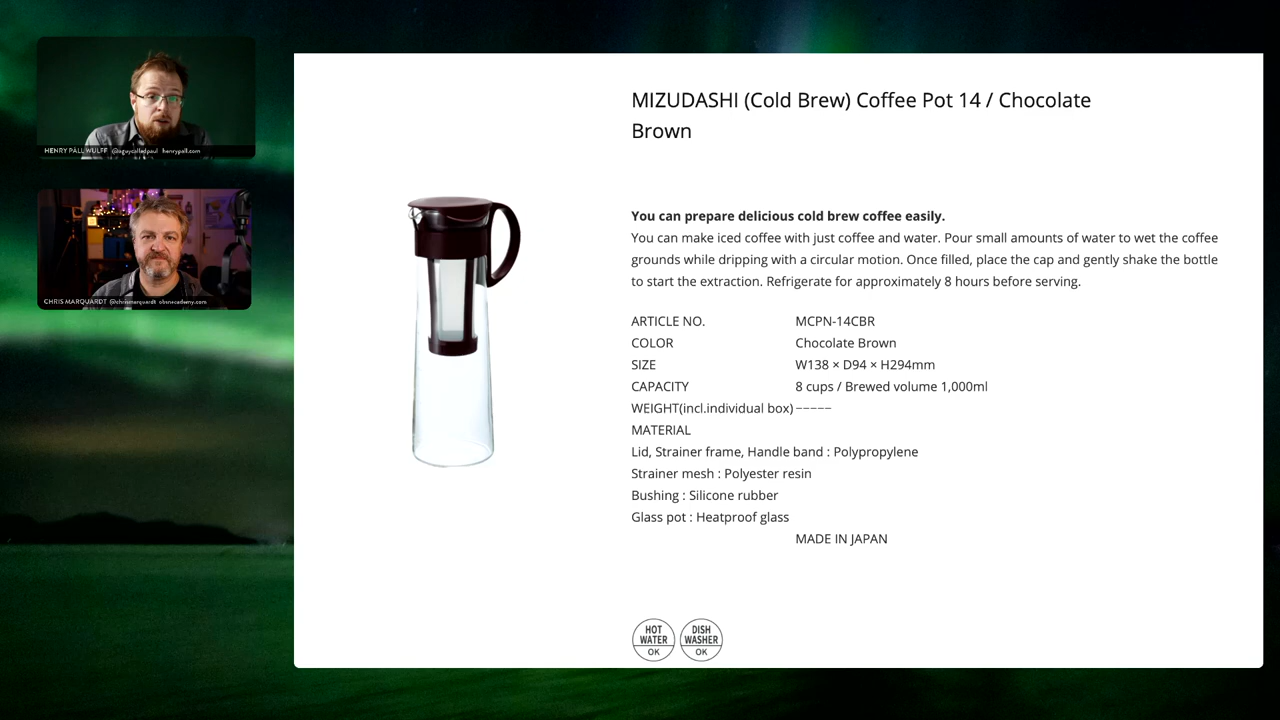 HENRY PÁLL WULFF @aguycalledpaul henrypall.com
CHRIS MARQUARDT @chrismarquardt
MIZUDASHI (Cold Brew) Coffee Pot 14 / Chocolate
Brown
You can prepare delicious cold brew coffee easily.
You can make iced coffee with just coffee and water. Pour small amounts of water to wet the coffee
grounds while dripping with a circular motion. Once filled, place the cap and gently shake the bottle
to start the extraction. Refrigerate for approximately 8 hours before serving.
ARTICLE NO. MCPN-14CBR
COLOR Chocolate Brown
SIZE W138 × D94 × H294mm
CAPACITY 8 cups / Brewed volume 1,000ml
WEIGHT(incl.individual box) −−−−−
MATERIAL
Lid, Strainer frame, Handle band : Polypropylene
Strainer mesh : Polyester resin
Bushing : Silicone rubber
Glass pot : Heatproof glass
MADE IN JAPAN
HOT WATER OK
DISH WASHER OK